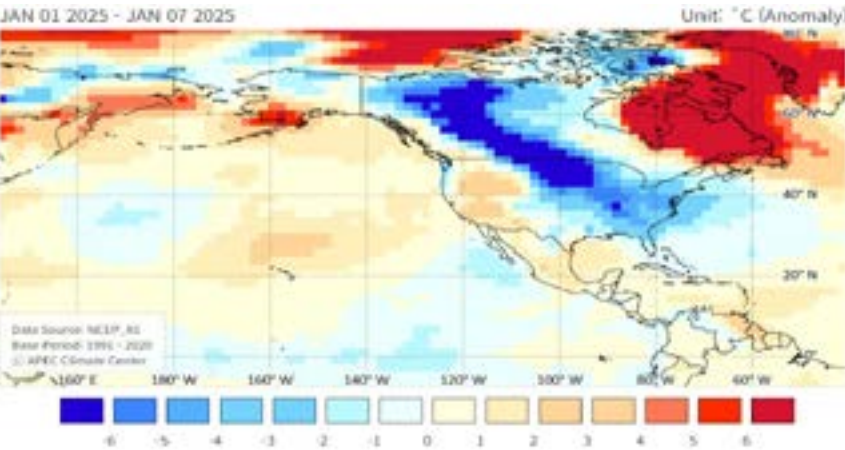 JAN 01 2025 - JAN 07 2025
Unit: ˚C (Anomaly)
80° N
60° N
40° N
20° N
Data Source: NCEP_R1
Base Period: 1991 - 2020
© APEC Climate Center
160° E 180° W 160° W 140° W 120° W 100° W 80° W 60° W
-6 -5 -4 -3 -2 -1 0 1 2 3 4 5 6